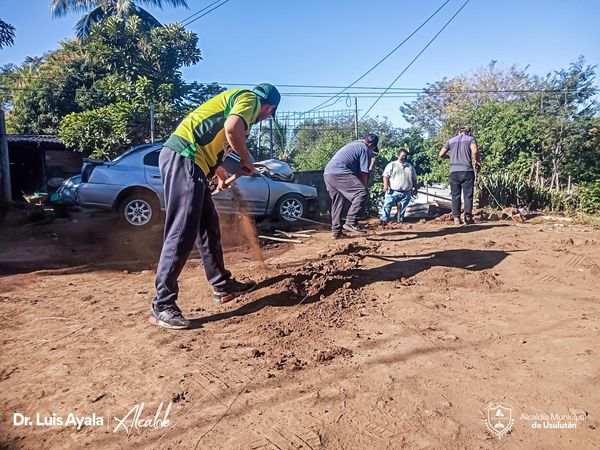 Dr. Luis Ayala Alcalde
Alcaldía Municipal
de Usulután